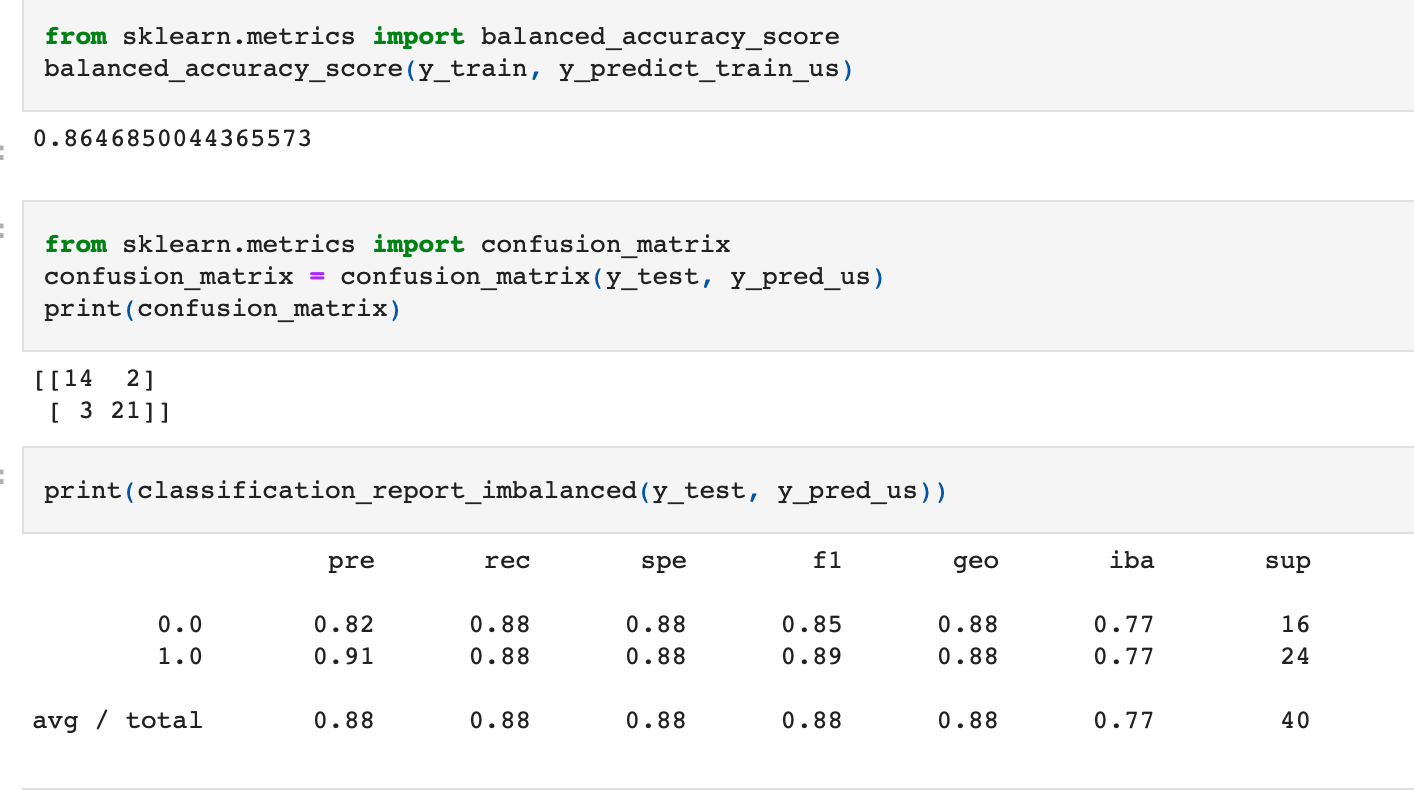 from sklearn.metrics import balanced_accuracy_score
balanced_accuracy_score(y_train, y_predict_train_us)
: 0.8646850044365573
: from sklearn.metrics import confusion_matrix
confusion_matrix = confusion_matrix(y_test, y_pred_us)
print(confusion_matrix)
[[14  2]
 [ 3 21]]
: print(classification_report_imbalanced(y_test, y_pred_us))
pre rec spe f1 geo iba sup
0.0 0.82 0.88 0.88 0.85 0.88 0.77 16
1.0 0.91 0.88 0.88 0.89 0.88 0.77 24
avg / total 0.88 0.88 0.88 0.88 0.88 0.77 40